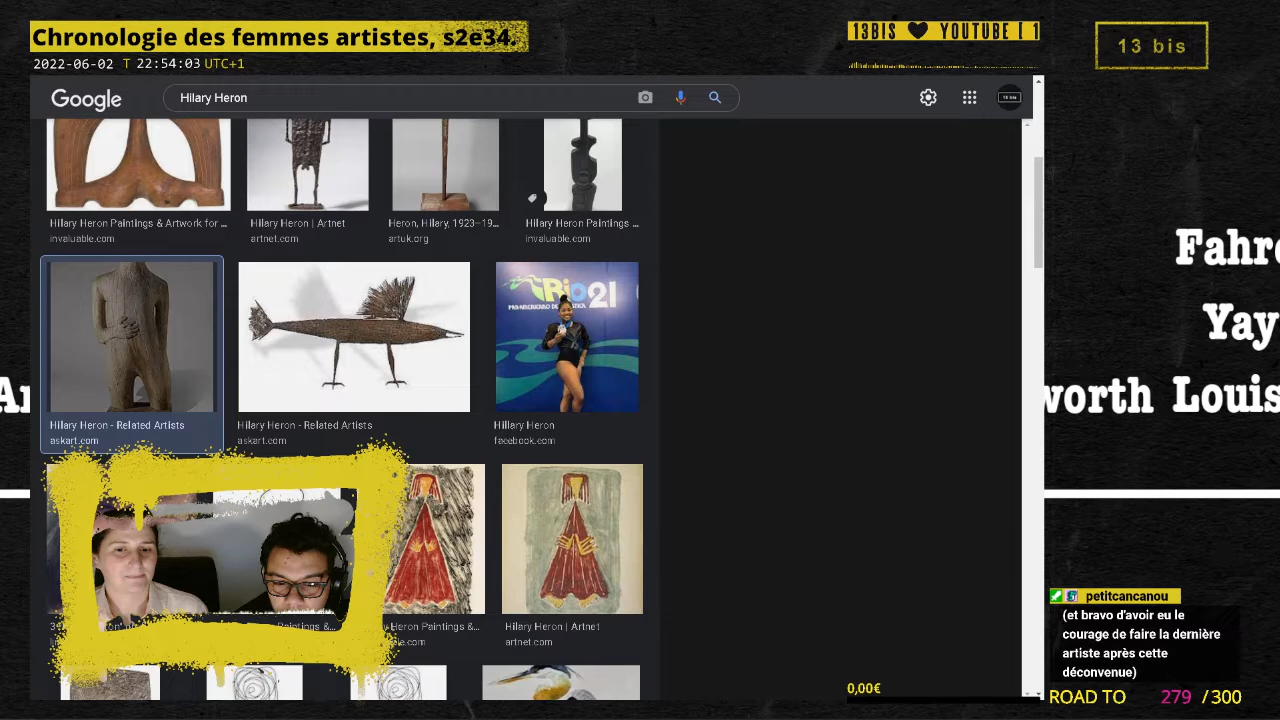 Chronologie des femmes artistes, s2e34.
2022-06-02 T 22:54:03 UTC+1
13BIS YOUTUBE [ 1
13 bis
Google
Hilary Heron
Hilary Heron Paintings & Artwork for ...
invaluable.com
Hilary Heron | Artnet
artnet.com
Heron, Hilary, 1923–19...
artuk.org
Hilary Heron Paintings ...
invaluable.com
Rio 21
Hilary Heron - Related Artists
askart.com
Hilary Heron - Related Artists
askart.com
Hillary Heron
facebook.com
Heron Paintings &...
Hilary Heron | Artnet
artnet.com
Fahre
Yay
worth Louis
petitcancanou
(et bravo d'avoir eu le
courage de faire la dernière
artiste après cette
déconvenue)
0,00€
ROAD TO 279 / 300